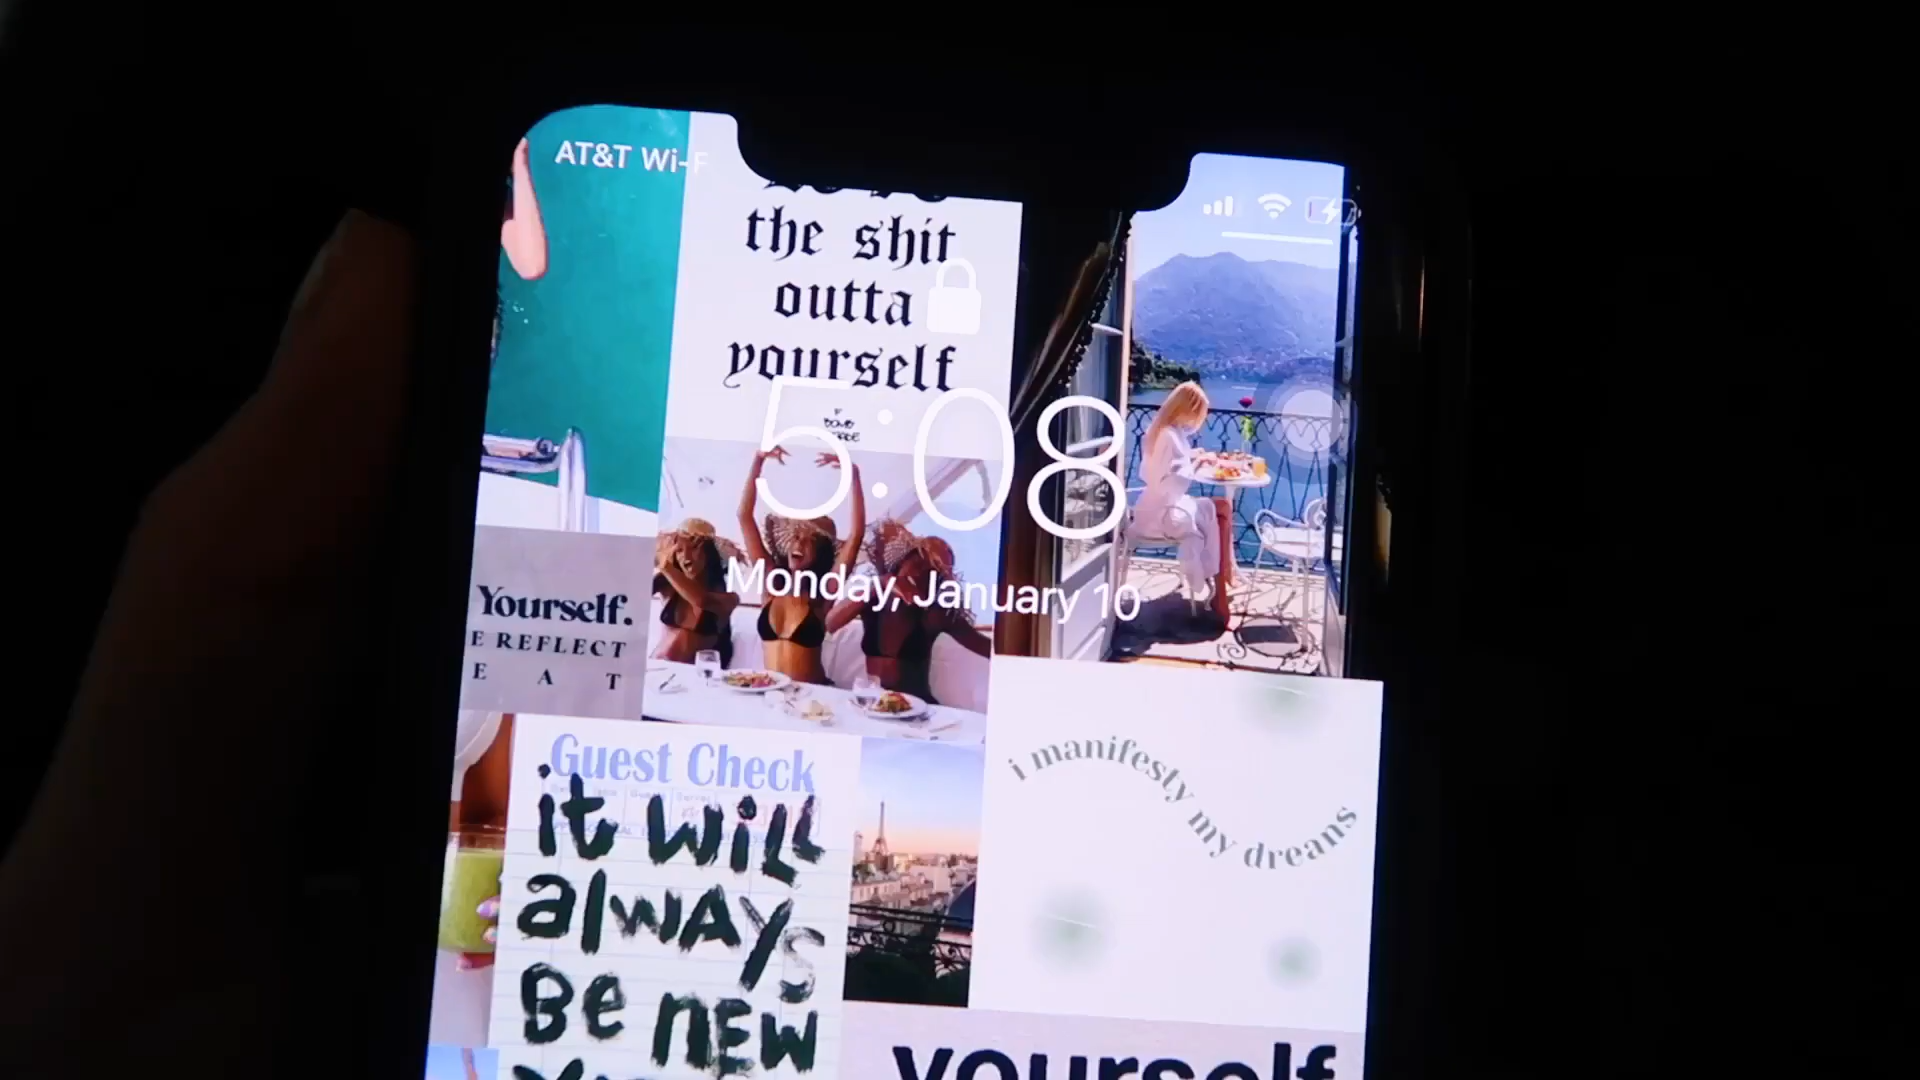 AT&T Wi-F
the shit
outta
yourself
5:08
Monday, January 10
Yourself.
E REFLECT
E A T
Guest Check
it will
always
Be new
i manifesty my dreams
yourself